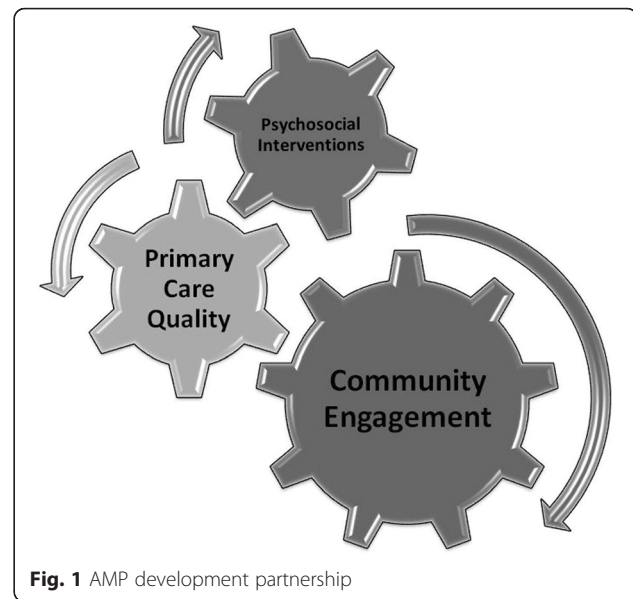 Psychosocial
Interventions
Primary
Care
Quality
Community
Engagement
Fig. 1 AMP development partnership